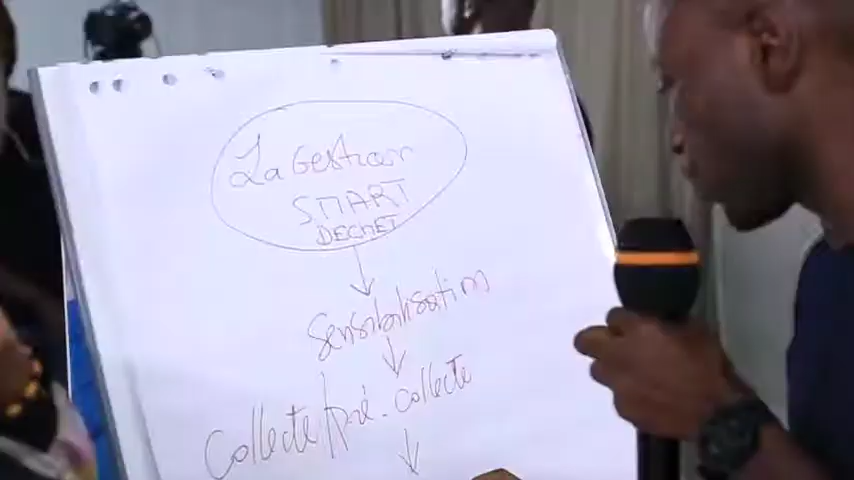 La Gestion
SMART
DECHET
Sensibilisation
Collecte/pré-collecte